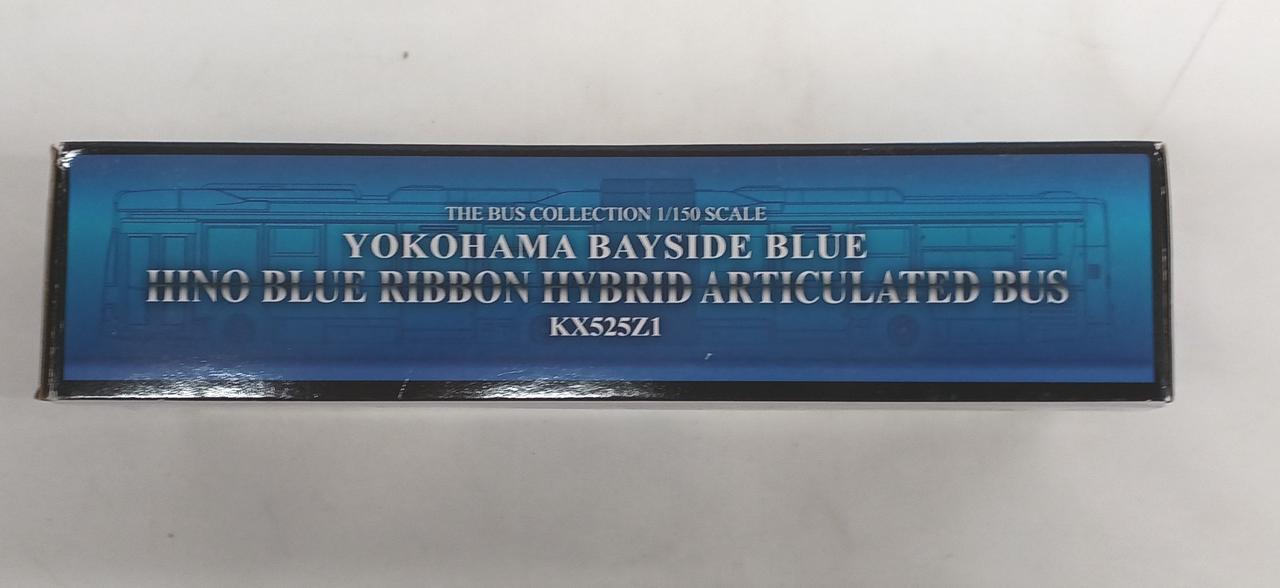 THE BUS COLLECTION 1/150 SCALE
YOKOHAMA BAYSIDE BLUE
HINO BLUE RIBBON HYBRID ARTICULATED BUS
KX525Z1